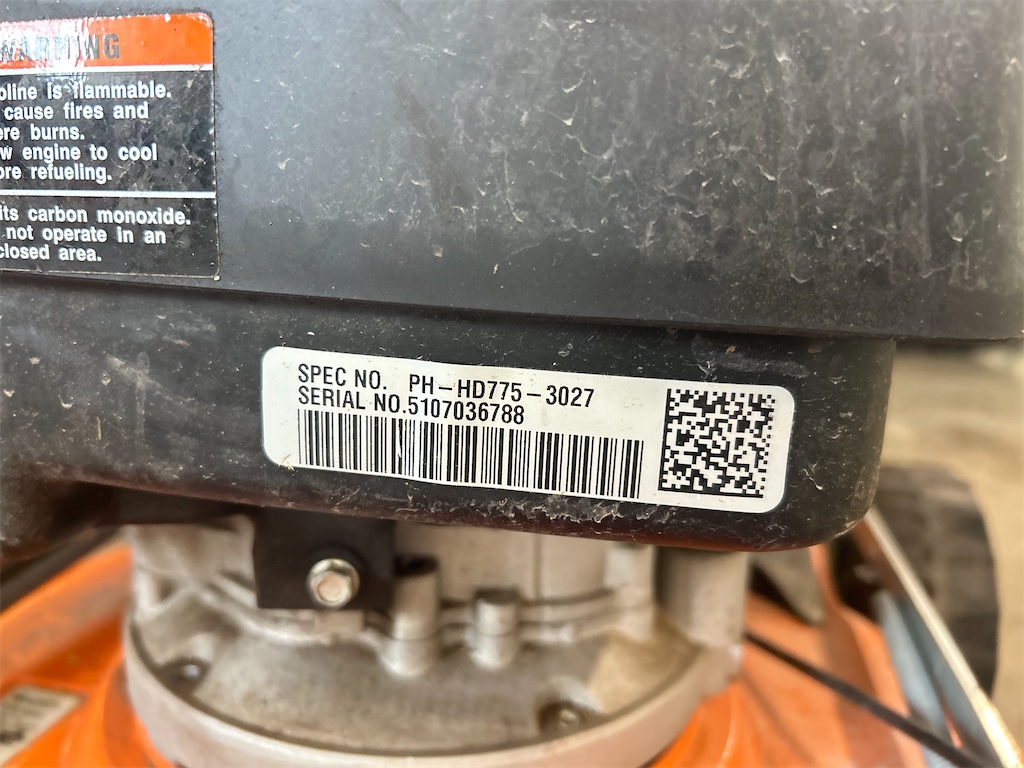 WARNING
oline is flammable.
cause fires and
ere burns.
w engine to cool
ore refueling.
its carbon monoxide.
not operate in an
closed area.
SPEC NO. PH-HD775-3027
SERIAL NO.5107036788